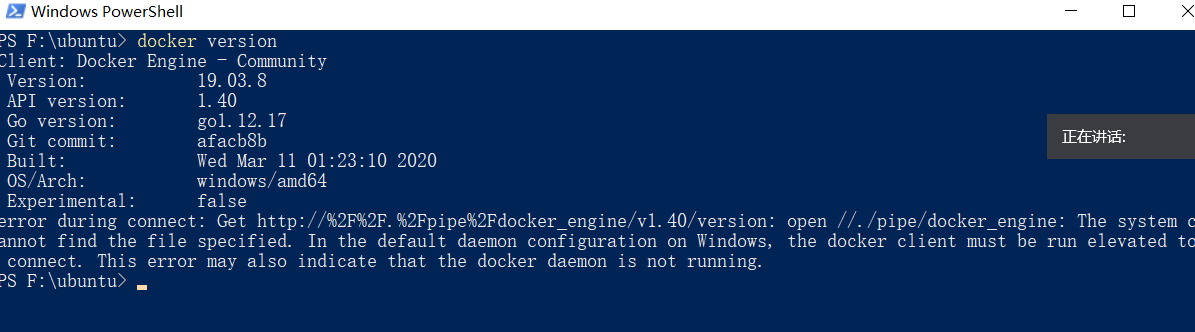 Windows PowerShell
PS F:\ubuntu> docker version
Client: Docker Engine - Community
Version: 19.03.8
API version: 1.40
Go version: go1.12.17
Git commit: afacb8b
Built: Wed Mar 11 01:23:10 2020
OS/Arch: windows/amd64
Experimental: false
error during connect: Get http://%2F%2F.%2Fpipe%2Fdocker_engine/v1.40/version: open //./pipe/docker_engine: The system c
annot find the file specified. In the default daemon configuration on Windows, the docker client must be run elevated to
connect. This error may also indicate that the docker daemon is not running.
PS F:\ubuntu>
正在讲话: